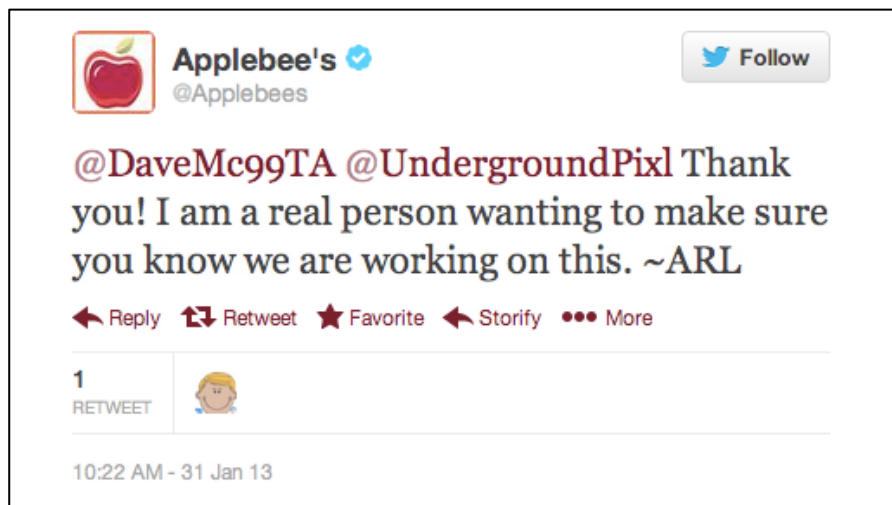 Applebee's
@Applebees
Follow
@DaveMc99TA @UndergroundPixl Thank
you! I am a real person wanting to make sure
you know we are working on this. ~ARL
Reply Retweet Favorite Storify More
1
RETWEET
10:22 AM - 31 Jan 13